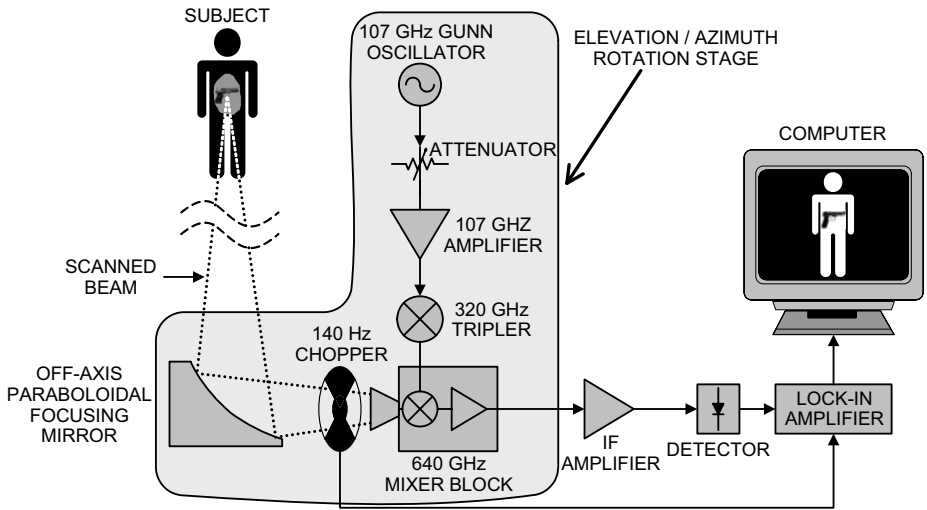 SUBJECT
107 GHz GUNN
OSCILLATOR
ELEVATION / AZIMUTH
ROTATION STAGE
COMPUTER
ATTENUATOR
107 GHZ
AMPLIFIER
SCANNED
BEAM
320 GHz
TRIPLER
140 Hz
CHOPPER
OFF-AXIS
PARABOLOIDAL
FOCUSING
MIRROR
640 GHz
MIXER BLOCK
IF
AMPLIFIER
DETECTOR
LOCK-IN
AMPLIFIER